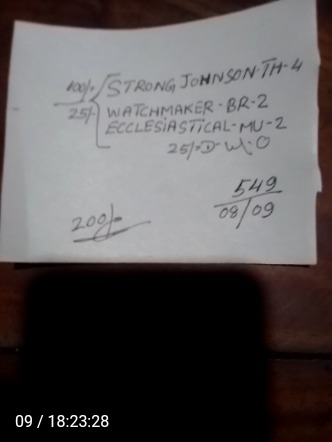 100/- STRONG JOHNSON-TH-4
25/- WATCHMAKER-BR-2
ECCLESIASTICAL-MU-2
25/-D-W-O
549
08/09
200/-
09 / 18:23:28